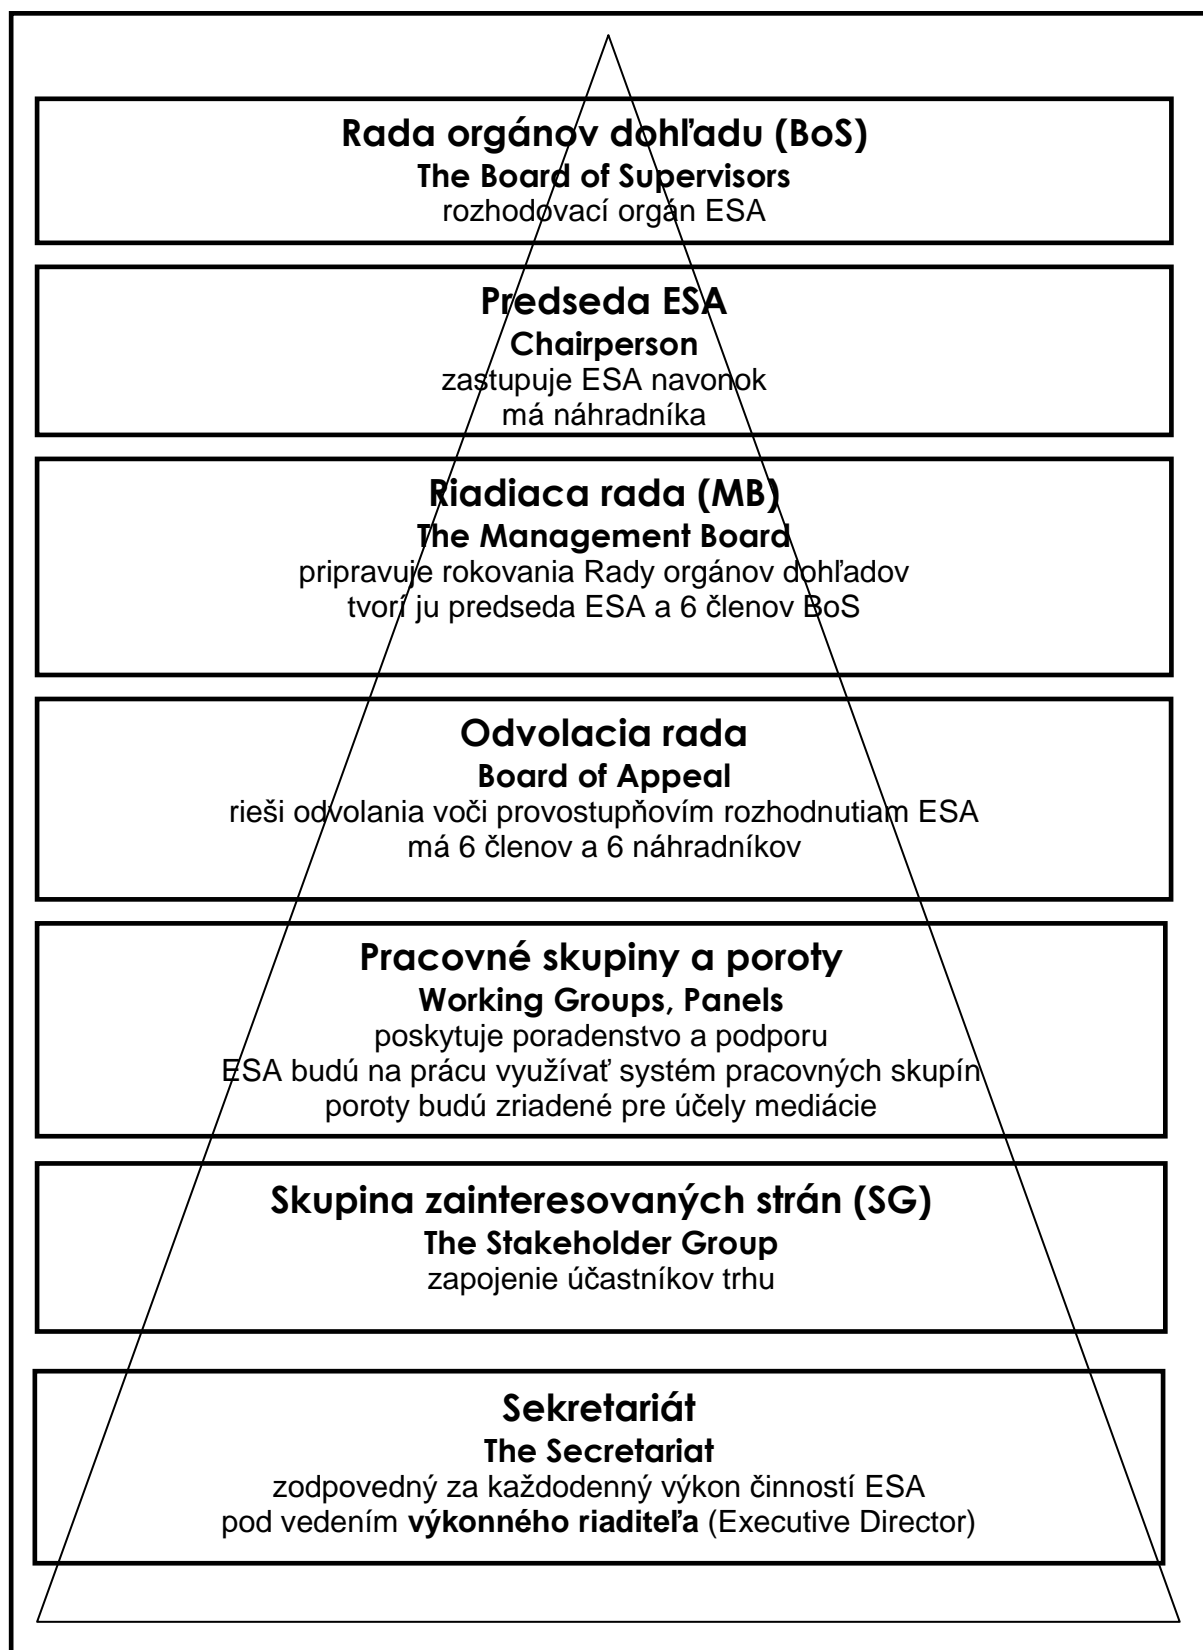 Rada orgánov dohľadu (BoS)
The Board of Supervisors
rozhodovací orgán ESA
Predseda ESA
Chairperson
zastupuje ESA navonok
má náhradníka
Riadiaca rada (MB)
The Management Board
pripravuje rokovania Rady orgánov dohľadov
tvorí ju predseda ESA a 6 členov BoS
Odvolacia rada
Board of Appeal
rieši odvolania voči provostupňovím rozhodnutiam ESA
má 6 členov a 6 náhradníkov
Pracovné skupiny a poroty
Working Groups, Panels
poskytuje poradenstvo a podporu
ESA budú na prácu využívať systém pracovných skupín
poroty budú zriadené pre účely mediácie
Skupina zainteresovaných strán (SG)
The Stakeholder Group
zapojenie účastníkov trhu
Sekretariát
The Secretariat
zodpovedný za každodenný výkon činností ESA
pod vedením výkonného riaditeľa (Executive Director)